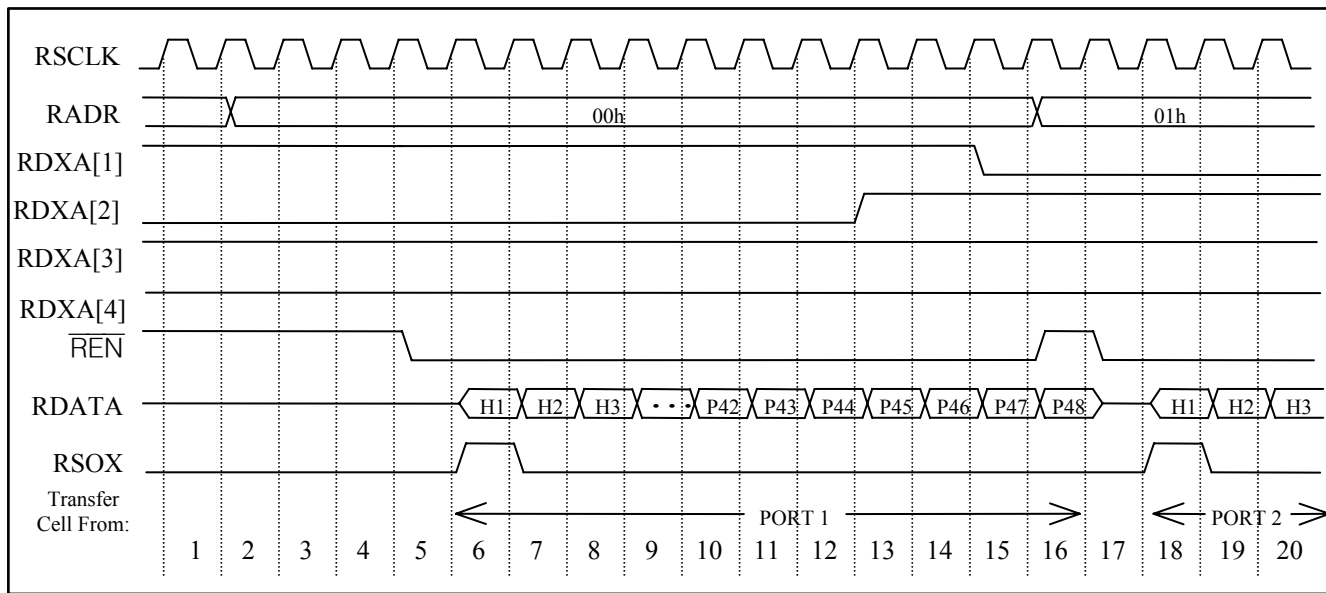 RSCLK
RADR 00h 01h
RDXA[1]
RDXA[2]
RDXA[3]
RDXA[4]
REN
RDATA H1 H2 H3 ... P42 P43 P44 P45 P46 P47 P48 H1 H2 H3
RSOX
Transfer
Cell From: PORT 1 PORT 2
1 2 3 4 5 6 7 8 9 10 11 12 13 14 15 16 17 18 19 20